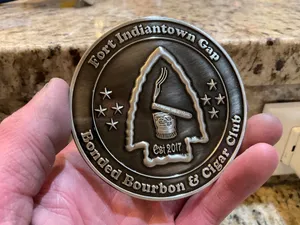 Fort Indiantown Gap
Est 2017
Bonded Bourbon & Cigar Club